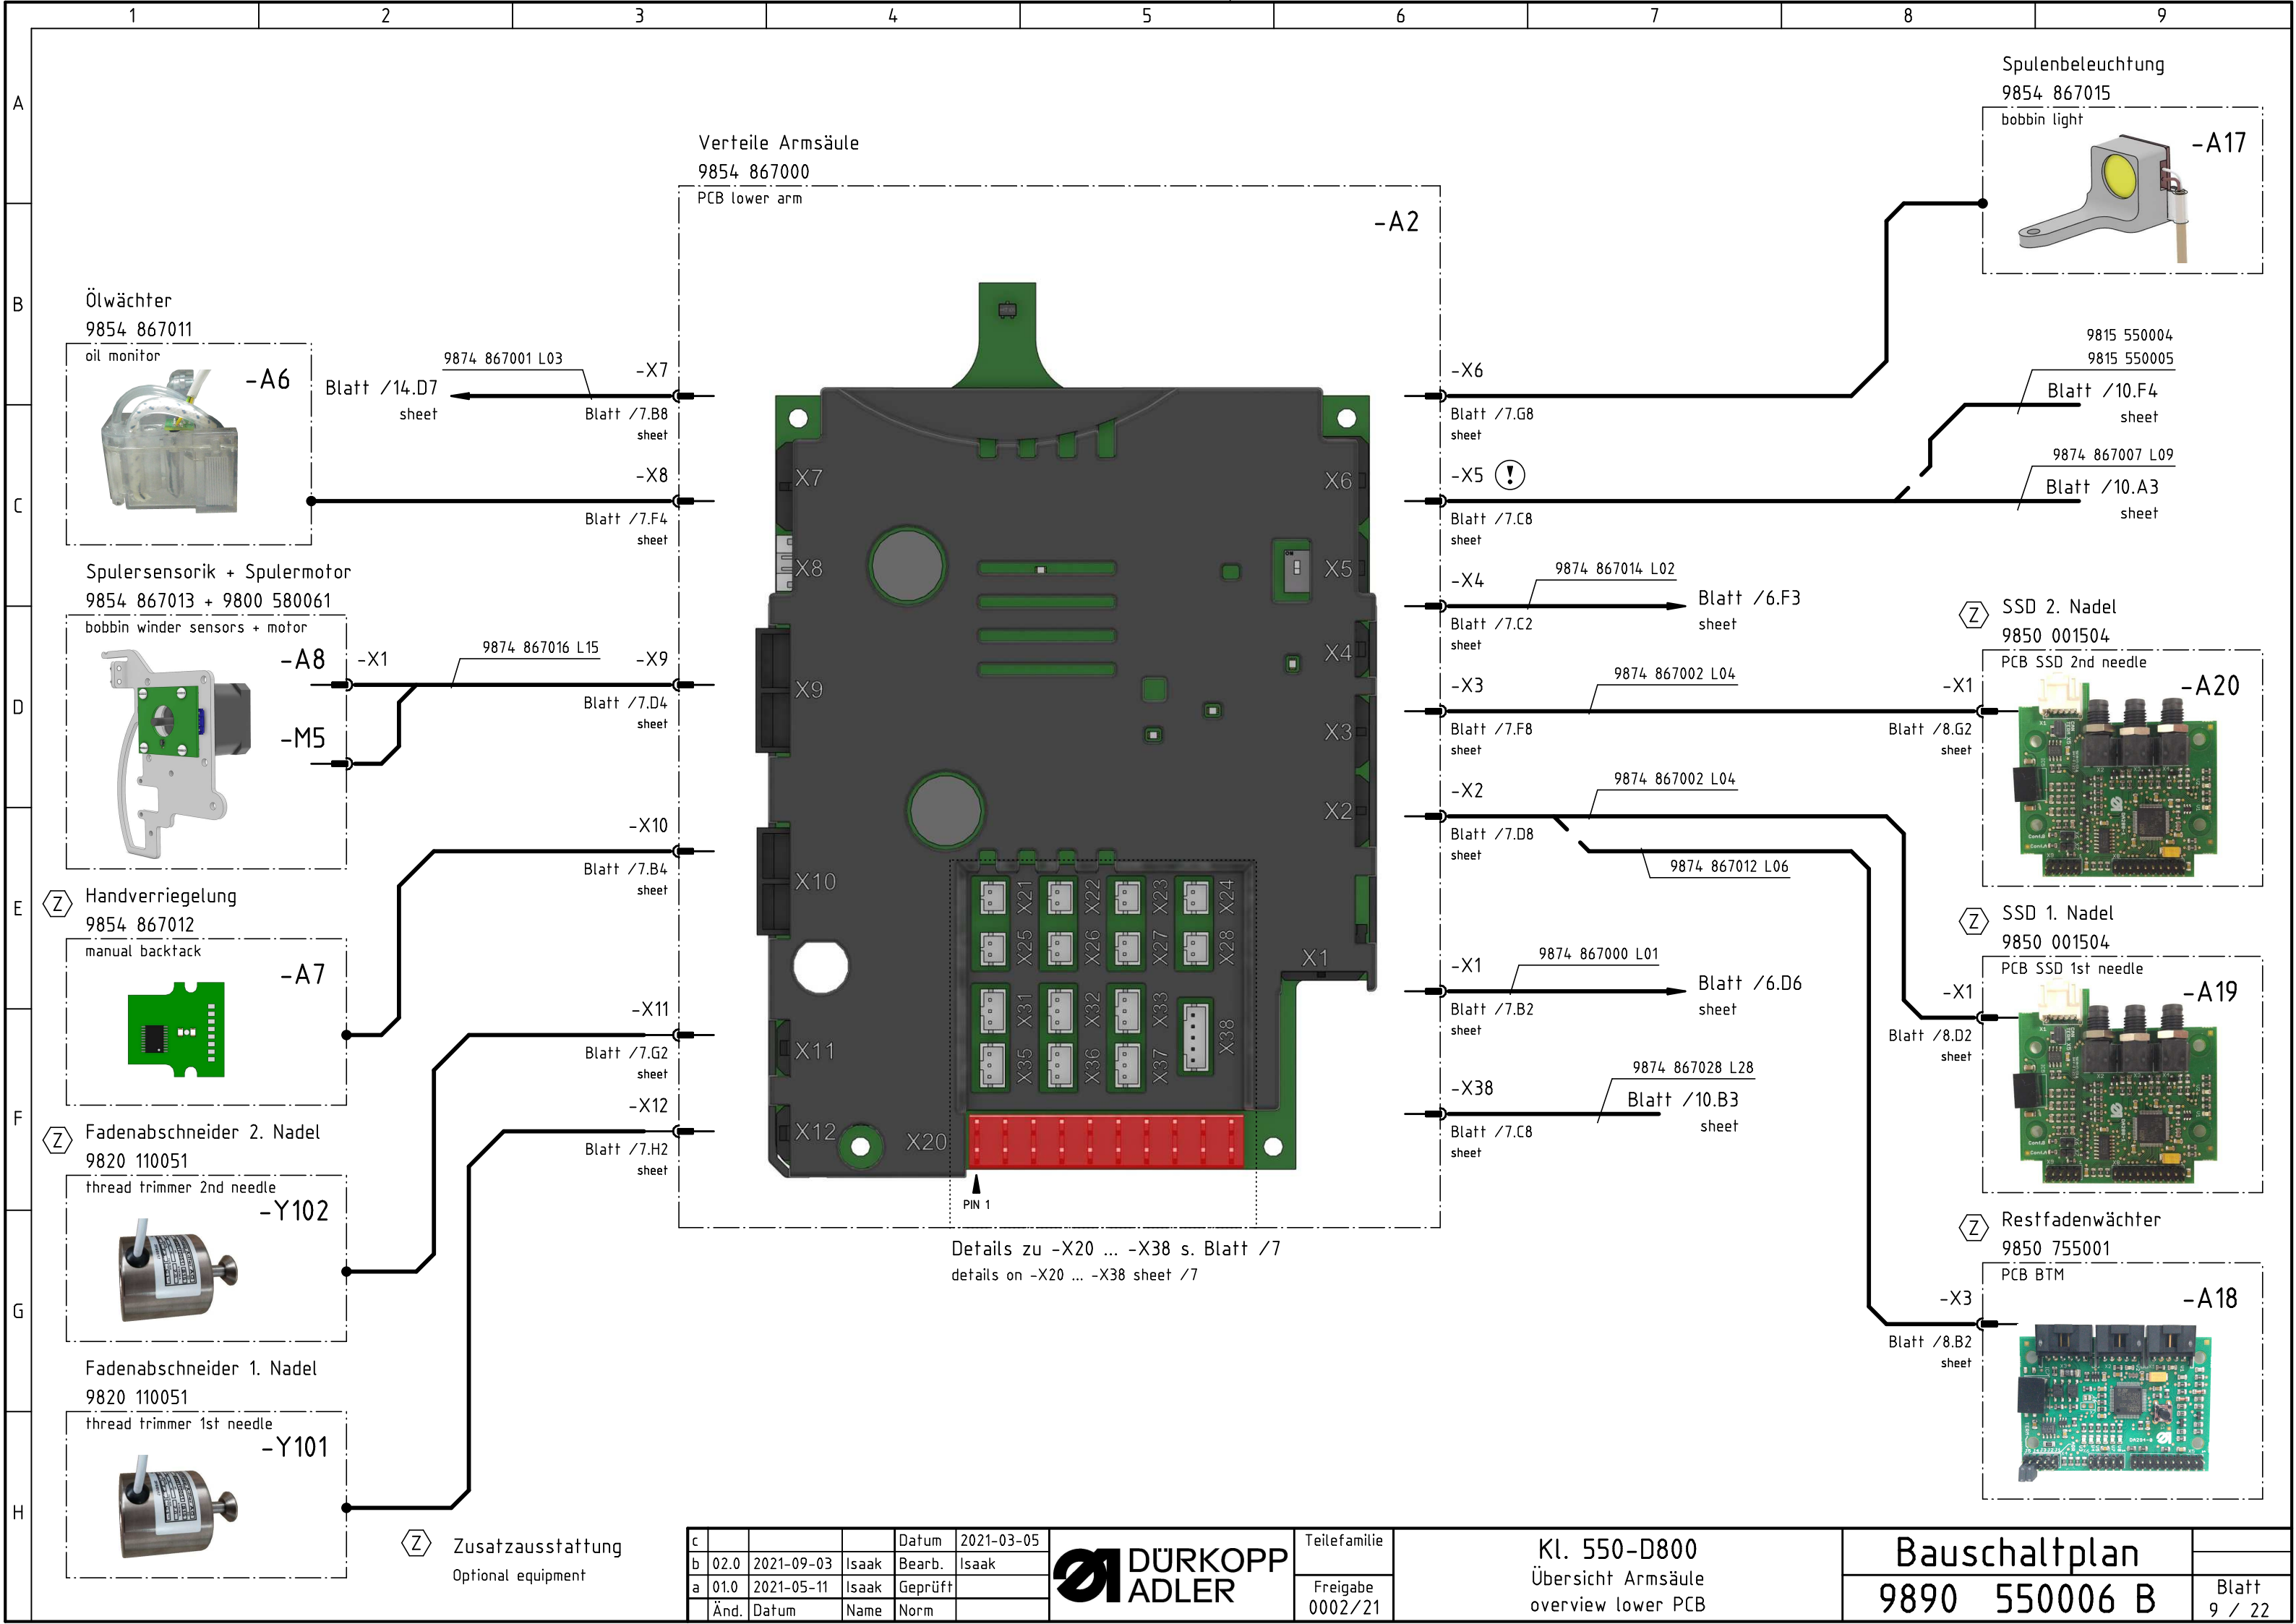 1 2 3 4 5 6 7 8 9
A
B
C
D
E
F
G
H
Verteile Armsäule
9854 867000
PCB lower arm
-A2
Spulenbeleuchtung
9854 867015
bobbin light
-A17
Ölwächter
9854 867011
oil monitor
-A6
Blatt /14.D7
sheet
9874 867001 L03
-X7
Blatt /7.B8
sheet
-X8
Blatt /7.F4
sheet
Spulersensorik + Spulermotor
9854 867013 + 9800 580061
bobbin winder sensors + motor
-A8
-X1
9874 867016 L15
-X9
Blatt /7.D4
sheet
-M5
-X10
Blatt /7.B4
sheet
Z
Handverriegelung
9854 867012
manual backtack
-A7
-X11
Blatt /7.G2
sheet
-X12
Blatt /7.H2
sheet
Z
Fadenabschneider 2. Nadel
9820 110051
thread trimmer 2nd needle
-Y102
Fadenabschneider 1. Nadel
9820 110051
thread trimmer 1st needle
-Y101
Z
Zusatzausstattung
Optional equipment
X7
X8
X9
X10
X11
X12
X6
X5
X4
X3
X2
X1
X21 X22 X23 X24
X25 X26 X27 X28
X31 X32 X33
X35 X36 X37 X38
X20
PIN 1
Details zu -X20 ... -X38 s. Blatt /7
details on -X20 ... -X38 sheet /7
-X6
Blatt /7.G8
sheet
-X5
!
Blatt /7.C8
sheet
9815 550004
9815 550005
Blatt /10.F4
sheet
9874 867007 L09
Blatt /10.A3
sheet
-X4
9874 867014 L02
Blatt /6.F3
sheet
Blatt /7.C2
sheet
-X3
9874 867002 L04
Blatt /7.F8
sheet
-X2
9874 867002 L04
Blatt /7.D8
sheet
9874 867012 L06
-X1
9874 867000 L01
Blatt /6.D6
sheet
Blatt /7.B2
sheet
-X38
9874 867028 L28
Blatt /10.B3
sheet
Blatt /7.C8
sheet
Z
SSD 2. Nadel
9850 001504
PCB SSD 2nd needle
-X1
-A20
Blatt /8.G2
sheet
Z
SSD 1. Nadel
9850 001504
PCB SSD 1st needle
-X1
-A19
Blatt /8.D2
sheet
Z
Restfadenwächter
9850 755001
PCB BTM
-X3
-A18
Blatt /8.B2
sheet
c Datum 2021-03-05
b 02.0 2021-09-03 Isaak Bearb. Isaak
a 01.0 2021-05-11 Isaak Geprüft
Änd. Datum Name Norm
DÜRKOPP
ADLER
Teilefamilie
Freigabe
0002/21
Kl. 550-D800
Übersicht Armsäule
overview lower PCB
Bauschaltplan
9890 550006 B
Blatt
9 / 22